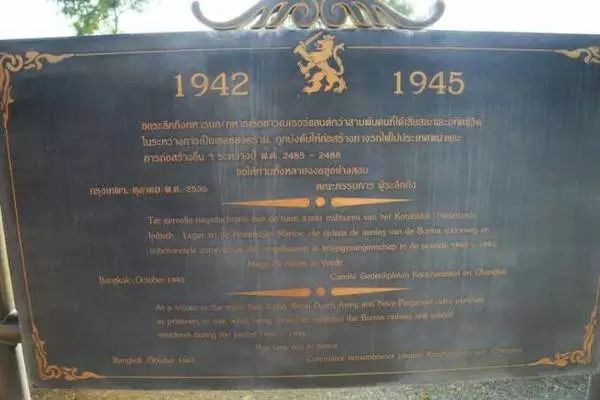 1942 1945
ขอระลึกถึงทหารบก/ทหารเรือชาวเนเธอร์แลนด์กว่าสามพันคนที่ได้เสียสละและอุทิศชีวิต
ในระหว่างการเป็นเชลยสงคราม, ถูกบังคับให้ก่อสร้างทางรถไฟไปประเทศพม่าและ
การก่อสร้างอื่น ๆ ระหว่างปี พ.ศ. 2485 - 2488
ขอให้ท่านทั้งหลายจงอยู่อย่างสงบ
กรุงเทพฯ, ตุลาคม พ.ศ. 2536 คณะกรรมการ ผู้ระลึกถึง
Ter eervolle nagedachtenis aan de ruim 3.000 militairen van het Koninklijk Nederlands
Indisch Leger en de Koninklijke Marine, die tijdens de aanleg van de Burma spoorweg en
bijbehorende in krijgsgevangenschap in de periode 1942 - 1945.
Mogen Zij rusten in Vrede
Bangkok, October 1993 Comité Gedenkplaten Kanchanaburi en Chungkai
As a tribute to the more than 3.000 Royal Dutch Army and Navy Personnel who perished
as prisoners of war, while being forced to construct the Burma railway and related
during the period 1942 - 1945.
May they rest in peace
Bangkok, October 1993 Committee remembrance plaques Kanchanaburi and Chungkai